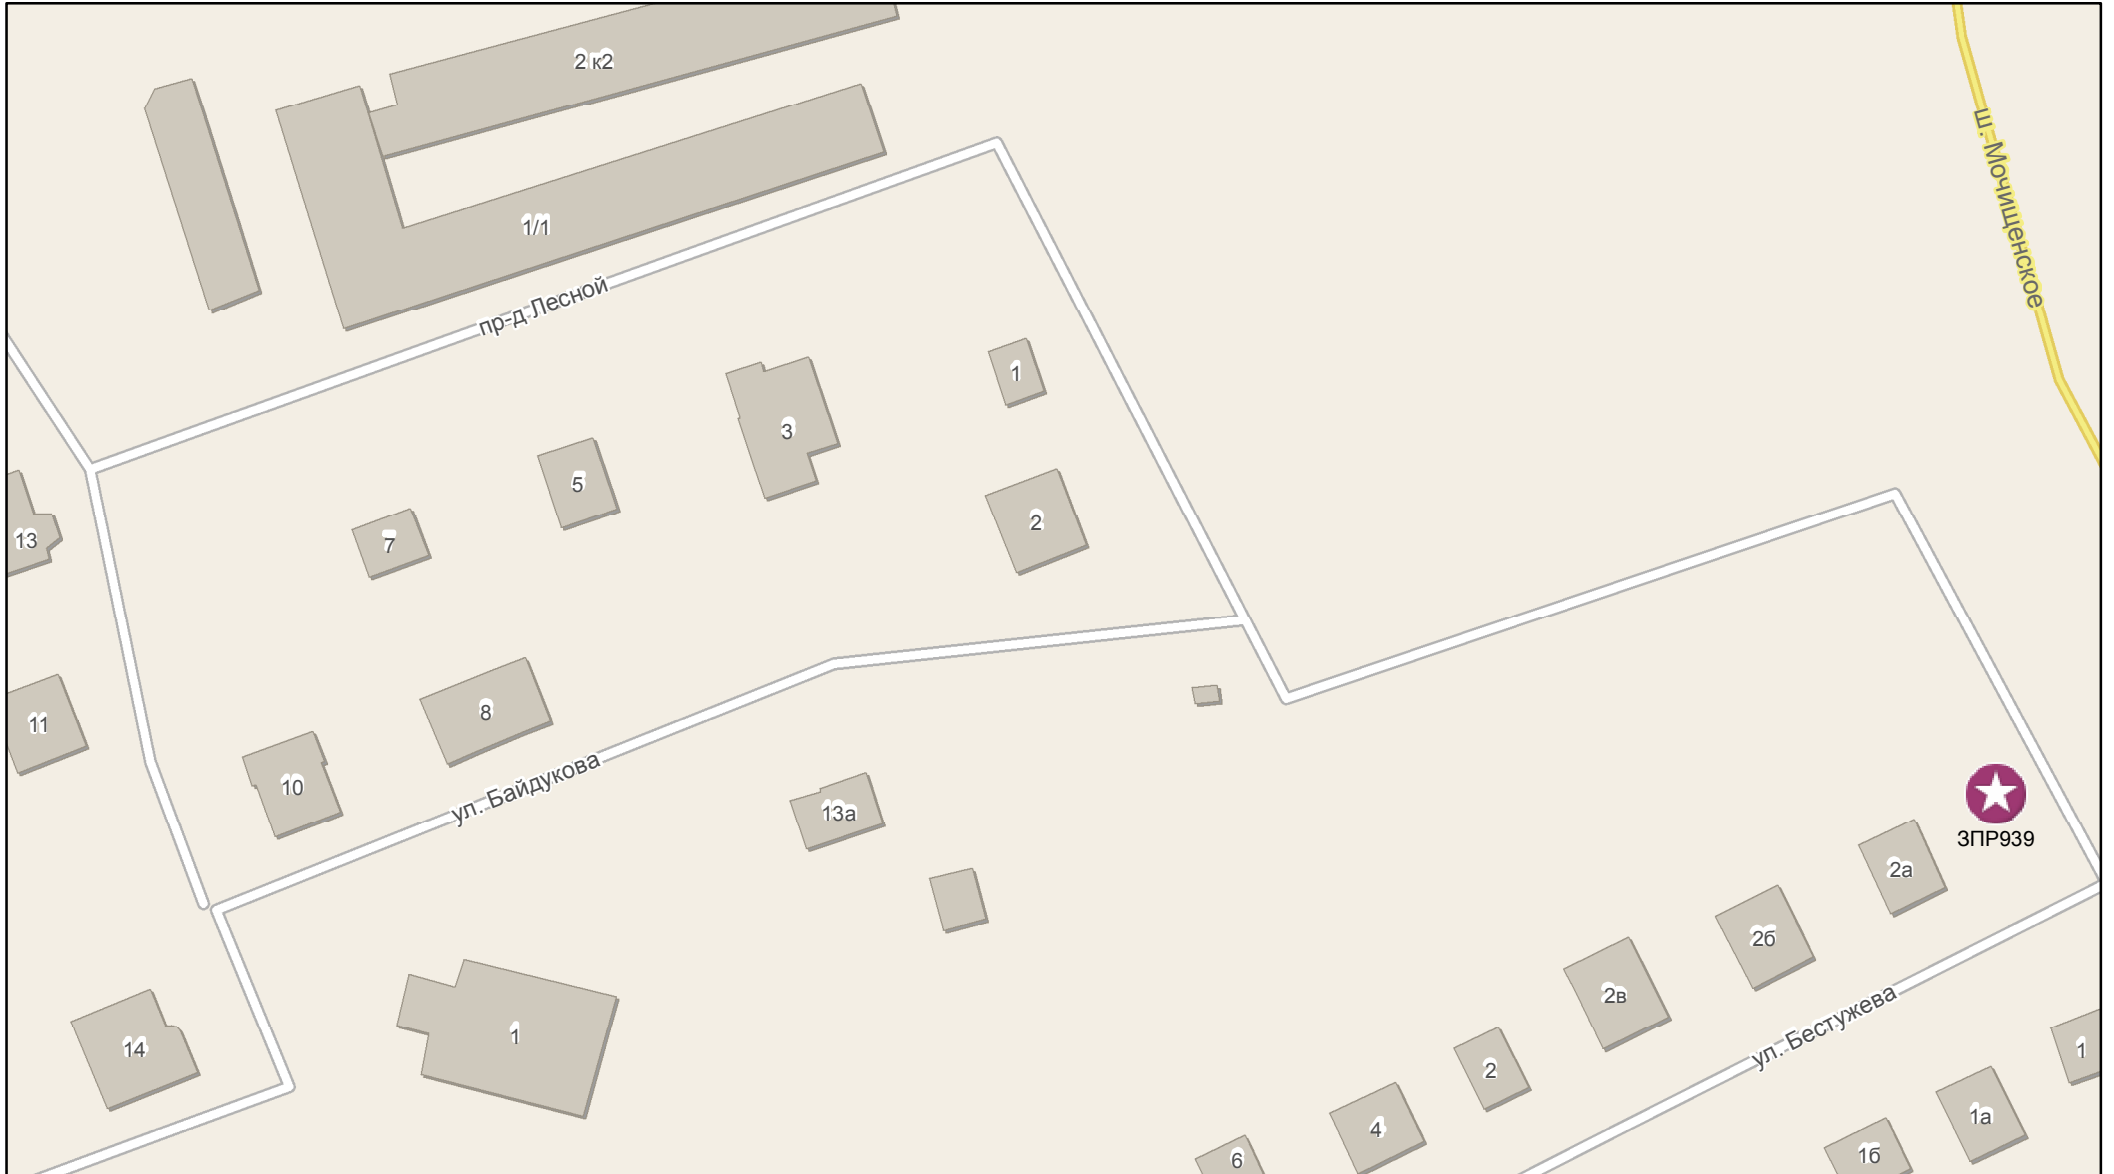 2 к2
ш. Мочищенское
1/1
пр-д Лесной
1
3
5
2
7
13
8
11
ул. Байдукова
10
13а
ЗПР939
2а
2б
2в
ул. Бестужева
1
14
1
2
1а
4
1б
6